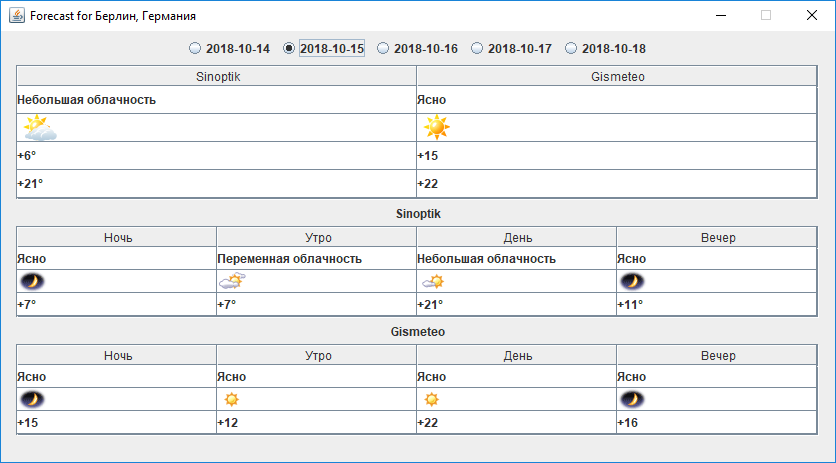 Forecast for Берлин, Германия
2018-10-14 2018-10-15 2018-10-16 2018-10-17 2018-10-18
Sinoptik Gismeteo
Небольшая облачность Ясно
+6° +15
+21° +22
Sinoptik
Ночь Утро День Вечер
Ясно Переменная облачность Небольшая облачность Ясно
+7° +7° +21° +11°
Gismeteo
Ночь Утро День Вечер
Ясно Ясно Ясно Ясно
+15 +12 +22 +16